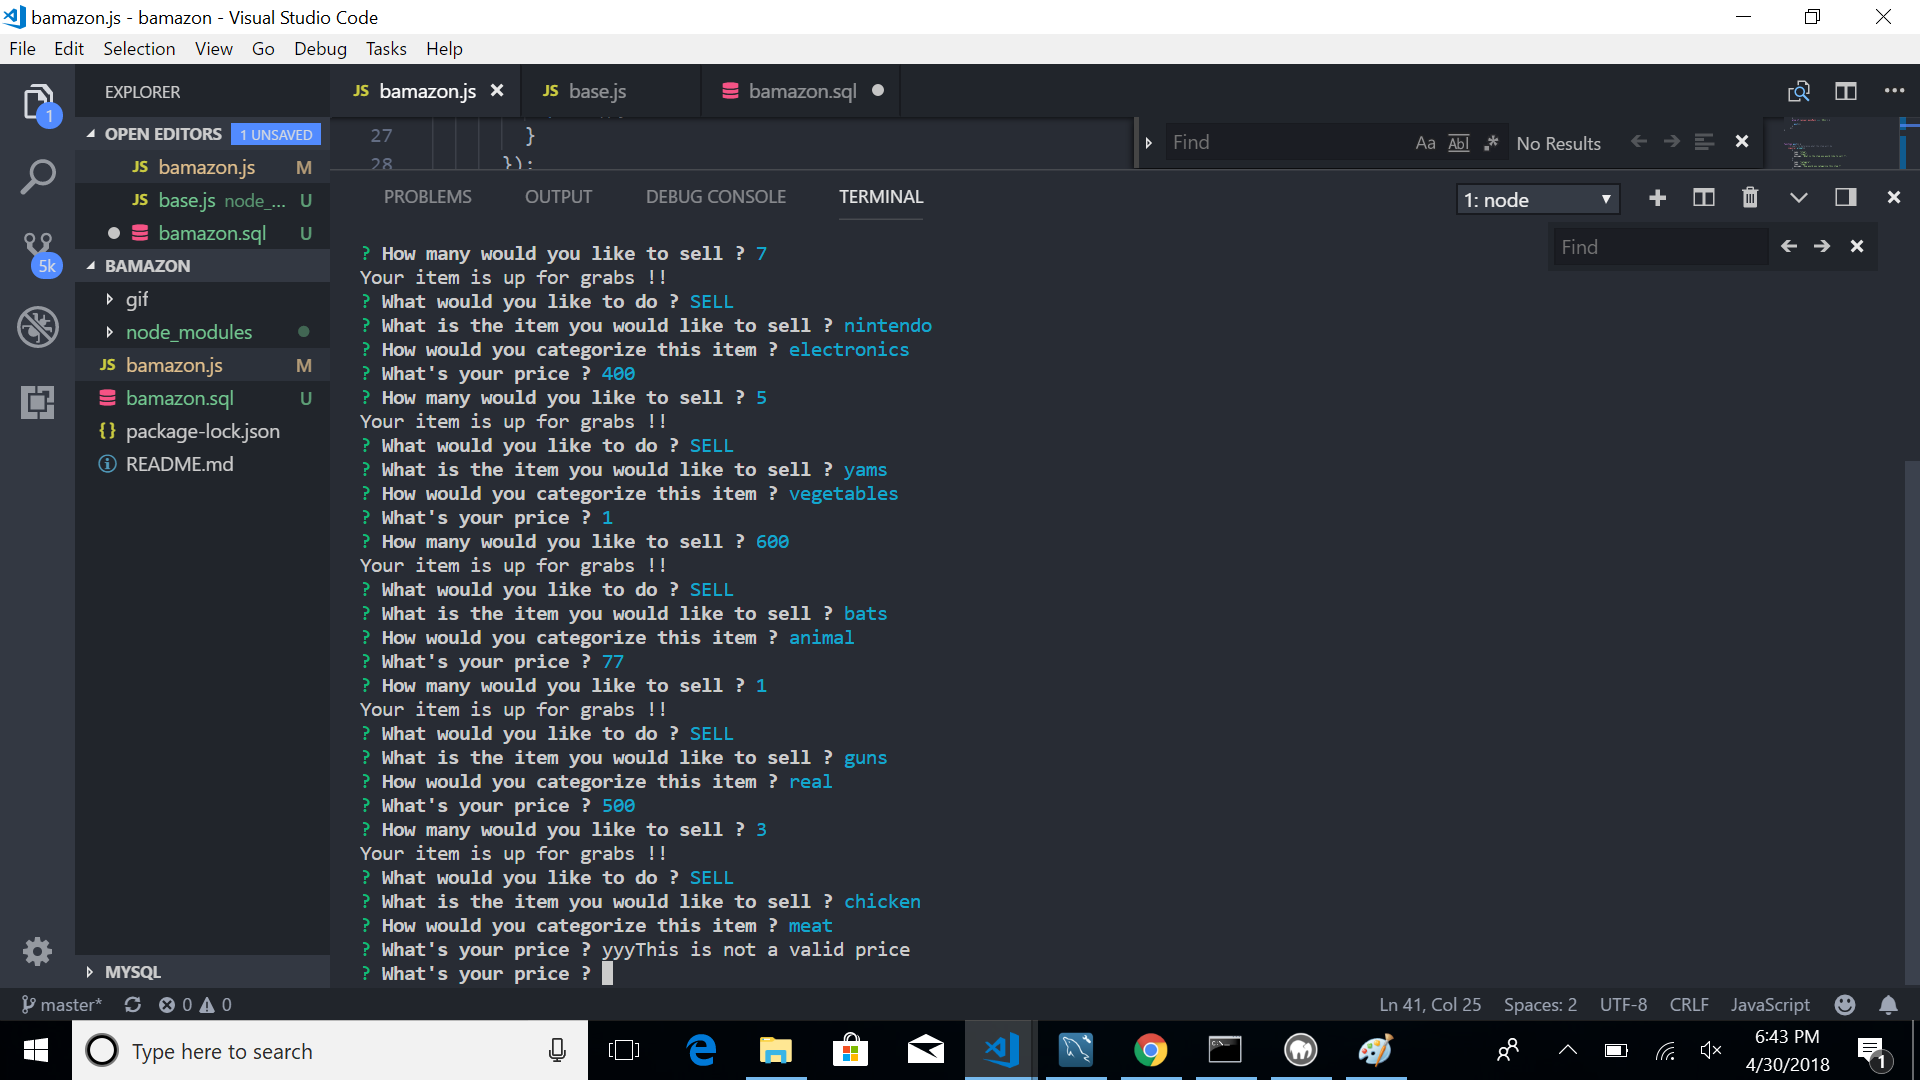 bamazon.js - bamazon - Visual Studio Code
File Edit Selection View Go Debug Tasks Help
EXPLORER
JS bamazon.js
JS base.js
bamazon.sql
1
OPEN EDITORS 1 UNSAVED
JS bamazon.js M
JS base.js node_... U
bamazon.sql U
5k
BAMAZON
gif
node_modules
JS bamazon.js M
bamazon.sql U
{} package-lock.json
README.md
MYSQL
27 }
28 });
Find Aa Abl .* No Results
PROBLEMS OUTPUT DEBUG CONSOLE TERMINAL
1: node
Find
? How many would you like to sell ? 7
Your item is up for grabs !!
? What would you like to do ? SELL
? What is the item you would like to sell ? nintendo
? How would you categorize this item ? electronics
? What's your price ? 400
? How many would you like to sell ? 5
Your item is up for grabs !!
? What would you like to do ? SELL
? What is the item you would like to sell ? yams
? How would you categorize this item ? vegetables
? What's your price ? 1
? How many would you like to sell ? 600
Your item is up for grabs !!
? What would you like to do ? SELL
? What is the item you would like to sell ? bats
? How would you categorize this item ? animal
? What's your price ? 77
? How many would you like to sell ? 1
Your item is up for grabs !!
? What would you like to do ? SELL
? What is the item you would like to sell ? guns
? How would you categorize this item ? real
? What's your price ? 500
? How many would you like to sell ? 3
Your item is up for grabs !!
? What would you like to do ? SELL
? What is the item you would like to sell ? chicken
? How would you categorize this item ? meat
? What's your price ? yyyThis is not a valid price
? What's your price ?
master* 0 0
Ln 41, Col 25 Spaces: 2 UTF-8 CRLF JavaScript
Type here to search
6:43 PM
4/30/2018
1